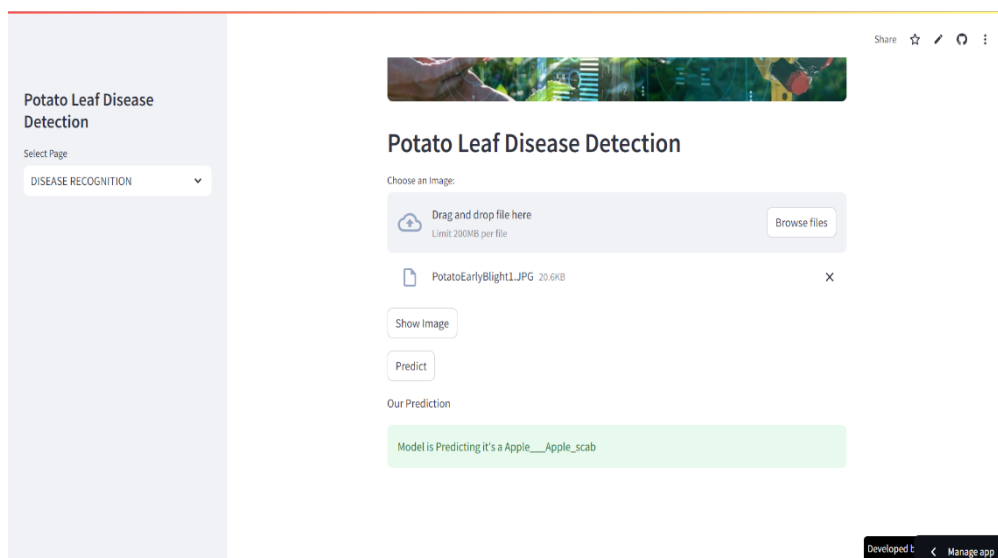 Share
Potato Leaf Disease
Detection
Select Page
DISEASE RECOGNITION
Potato Leaf Disease Detection
Choose an Image:
Drag and drop file here
Limit 200MB per file
Browse files
PotatoEarlyBlight1.JPG 20.6KB
Show Image
Predict
Our Prediction
Model is Predicting it's a Apple___Apple_scab
Developed
Manage app